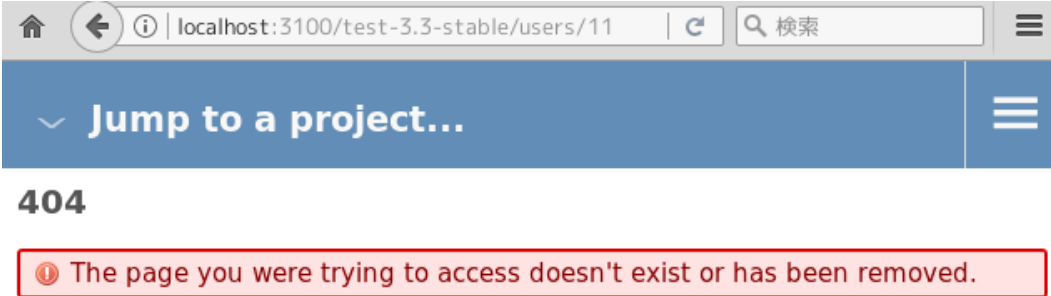 localhost:3100/test-3.3-stable/users/11 検索
Jump to a project...
404
The page you were trying to access doesn't exist or has been removed.